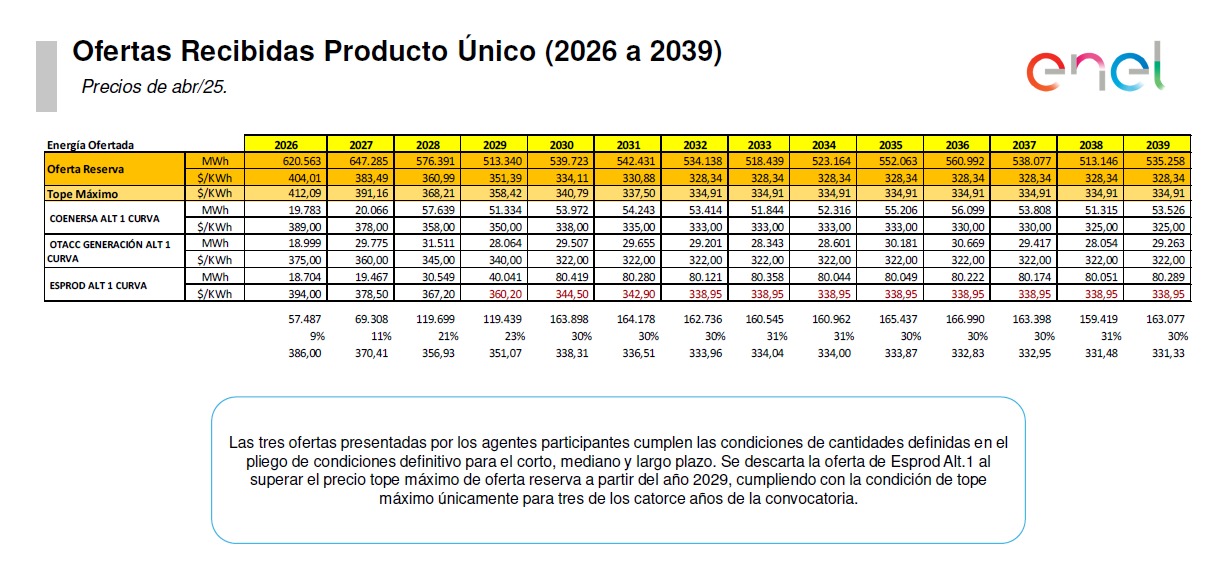 Ofertas Recibidas Producto Único (2026 a 2039)
Precios de abr/25.
enel
Energía Ofertada 2026 2027 2028 2029 2030 2031 2032 2033 2034 2035 2036 2037 2038 2039
Oferta Reserva MWh 620.563 647.285 576.391 513.340 539.723 542.431 534.138 518.439 523.164 552.063 560.992 538.077 513.146 535.258
$/KWh 404,01 383,49 360,99 351,39 334,11 330,88 328,34 328,34 328,34 328,34 328,34 328,34 328,34 328,34
Tope Máximo $/KWh 412,09 391,16 368,21 358,42 340,79 337,50 334,91 334,91 334,91 334,91 334,91 334,91 334,91 334,91
COENERSA ALT 1 CURVA MWh 19.783 20.066 57.639 51.334 53.972 54.243 53.414 51.844 52.316 55.206 56.099 53.808 51.315 53.526
$/KWh 389,00 378,00 358,00 350,00 338,00 335,00 333,00 333,00 333,00 333,00 330,00 330,00 325,00 325,00
OTACC GENERACIÓN ALT 1 CURVA MWh 18.999 29.775 31.511 28.064 29.507 29.655 29.201 28.343 28.601 30.181 30.669 29.417 28.054 29.263
$/KWh 375,00 360,00 345,00 340,00 322,00 322,00 322,00 322,00 322,00 322,00 322,00 322,00 322,00 322,00
ESPROD ALT 1 CURVA MWh 18.704 19.467 30.549 40.041 80.419 80.280 80.121 80.358 80.044 80.049 80.222 80.174 80.051 80.289
$/KWh 394,00 378,50 367,20 360,20 344,50 342,90 338,95 338,95 338,95 338,95 338,95 338,95 338,95 338,95
57.487 69.308 119.699 119.439 163.898 164.178 162.736 160.545 160.962 165.437 166.990 163.398 159.419 163.077
9% 11% 21% 23% 30% 30% 30% 31% 31% 30% 30% 30% 31% 30%
386,00 370,41 356,93 351,07 338,31 336,51 333,96 334,04 334,00 333,87 332,83 332,95 331,48 331,33
Las tres ofertas presentadas por los agentes participantes cumplen las condiciones de cantidades definidas en el
pliego de condiciones definitivo para el corto, mediano y largo plazo. Se descarta la oferta de Esprod Alt.1 al
superar el precio tope máximo de oferta reserva a partir del año 2029, cumpliendo con la condición de tope
máximo únicamente para tres de los catorce años de la convocatoria.